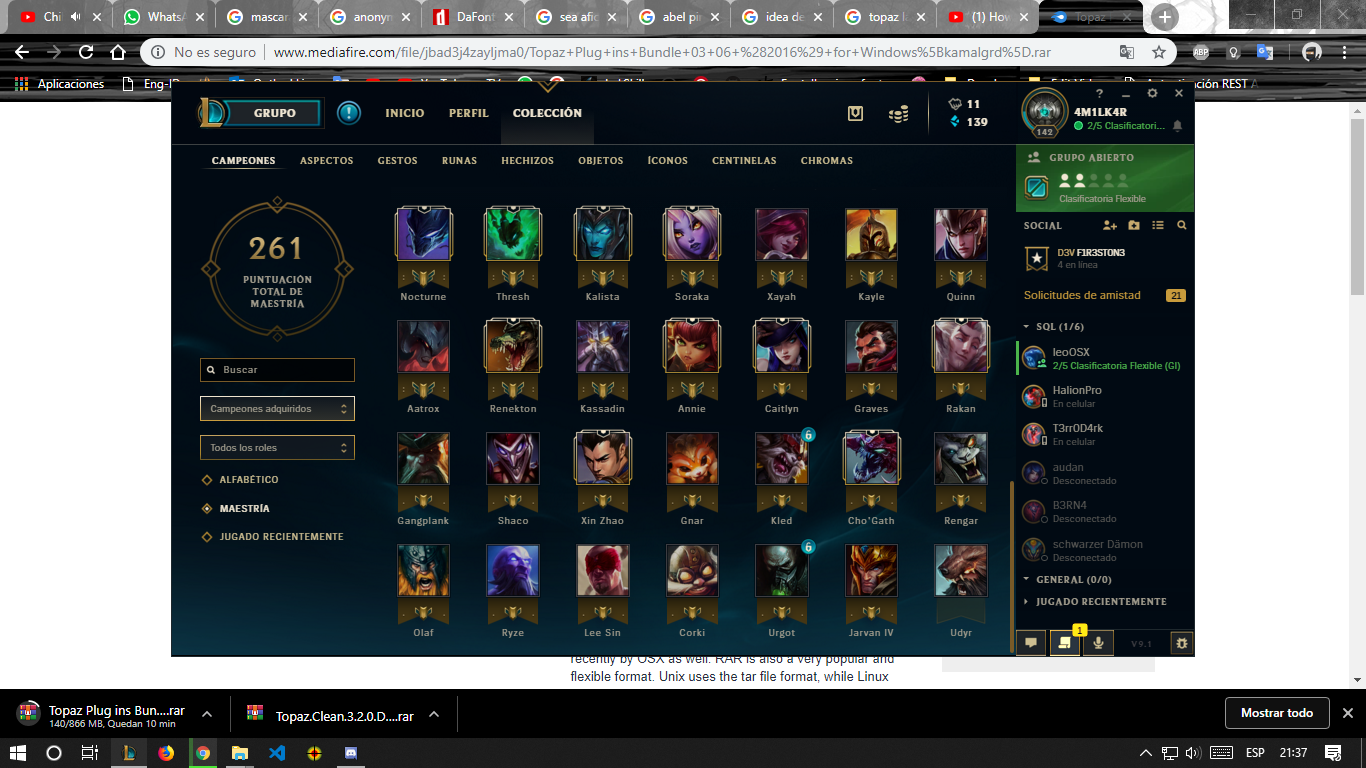 Chi
WhatsA
mascar
anonym
DaFont
sea afic
abel pi
idea de
topaz la
(1) How
Topaz
No es seguro
www.mediafire.com/file/jbad3j4zayljma0/Topaz+Plug+ins+Bundle+03+06+%282016%29+for+Windows%5Bkamalgrd%5D.rar
ABP
Aplicaciones
GRUPO
INICIO
PERFIL
COLECCIÓN
11
139
142
4M1LK4R
2/5 Clasificatori...
CAMPEONES
ASPECTOS
GESTOS
RUNAS
HECHIZOS
OBJETOS
ÍCONOS
CENTINELAS
CHROMAS
GRUPO ABIERTO
Clasificatoria Flexible
261
PUNTUACIÓN
TOTAL DE
MAESTRÍA
Buscar
Campeones adquiridos
Todos los roles
ALFABÉTICO
MAESTRÍA
JUGADO RECIENTEMENTE
Nocturne
Thresh
Kalista
Soraka
Xayah
Kayle
Quinn
Aatrox
Renekton
Kassadin
Annie
Caitlyn
Graves
Rakan
6
Gangplank
Shaco
Xin Zhao
Gnar
Kled
Cho'Gath
Rengar
6
Olaf
Ryze
Lee Sin
Corki
Urgot
Jarvan IV
Udyr
SOCIAL
D3V F1R3ST0N3
4 en línea
Solicitudes de amistad
21
SQL (1/6)
leoOSX
2/5 Clasificatoria Flexible (GI)
HalionPro
En celular
T3rr0D4rk
En celular
audan
Desconectado
B3RN4
Desconectado
schwarzer Dämon
Desconectado
GENERAL (0/0)
JUGADO RECIENTEMENTE
1
V9.1
recently by OSX as well. RAR is also a very popular and
flexible format. Unix uses the tar file format, while Linux
Topaz Plug ins Bun....rar
140/866 MB, Quedan 10 min
Topaz.Clean.3.2.0.D....rar
Mostrar todo
ESP
21:37